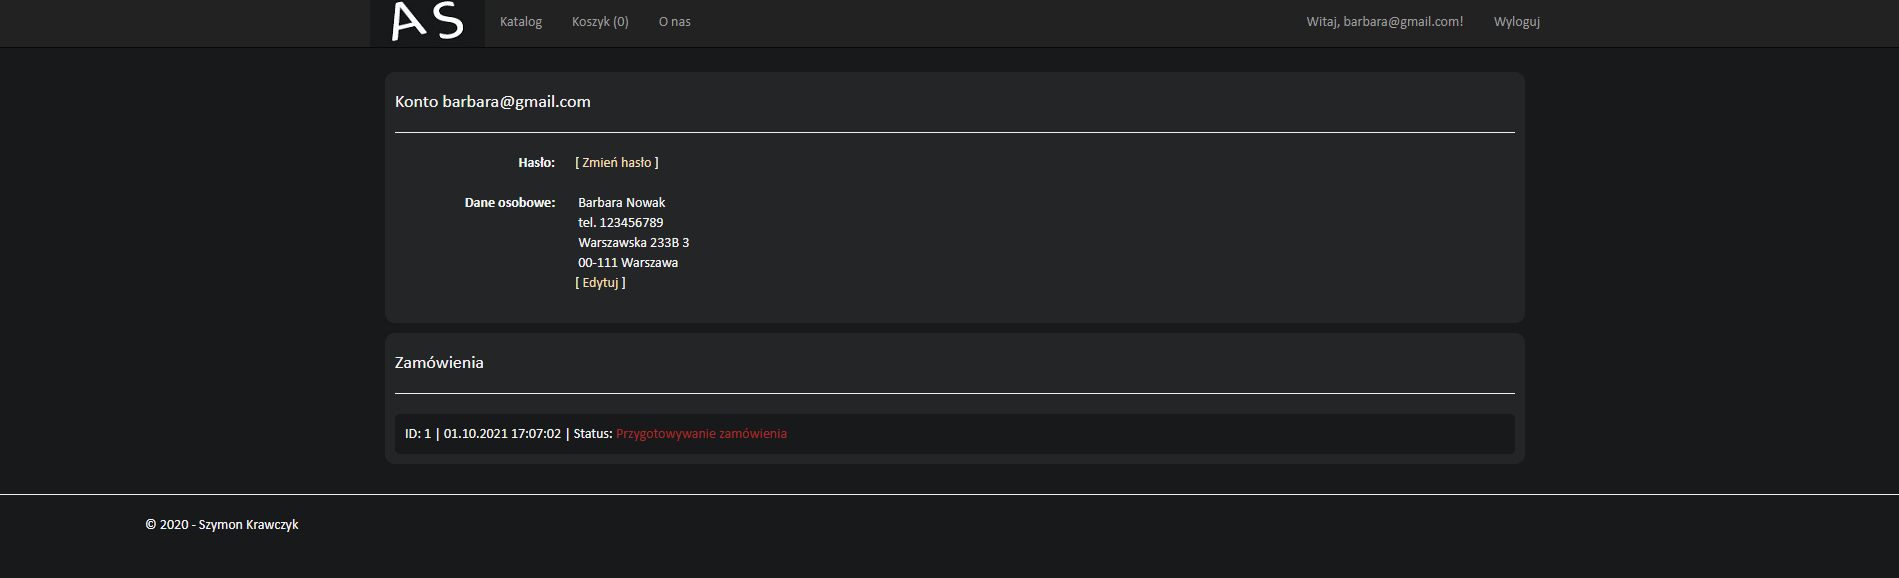 AS Katalog Koszyk (0) O nas Witaj, barbara@gmail.com! Wyloguj
Konto barbara@gmail.com
Hasło: [ Zmień hasło ]
Dane osobowe: Barbara Nowak
tel. 123456789
Warszawska 233B 3
00-111 Warszawa
[ Edytuj ]
Zamówienia
ID: 1 | 01.10.2021 17:07:02 | Status: Przygotowywanie zamówienia
© 2020 - Szymon Krawczyk